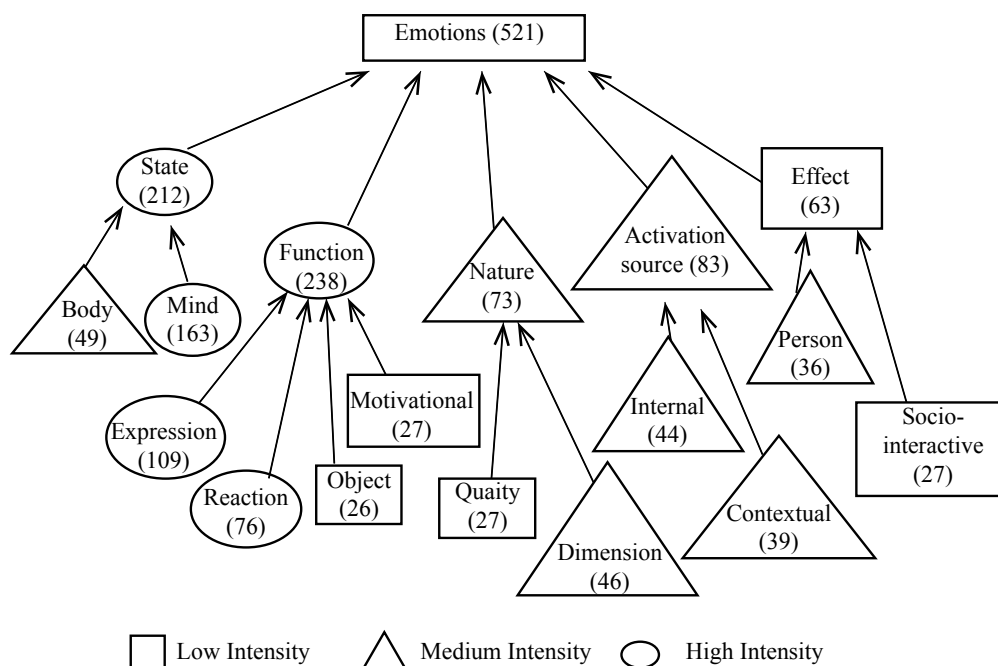 Emotions (521)
State
(212)
Function
(238)
Nature
(73)
Activation
source (83)
Effect
(63)
Body
(49)
Mind
(163)
Expression
(109)
Reaction
(76)
Object
(26)
Motivational
(27)
Quaity
(27)
Dimension
(46)
Internal
(44)
Contextual
(39)
Person
(36)
Socio-
interactive
(27)
Low Intensity
Medium Intensity
High Intensity